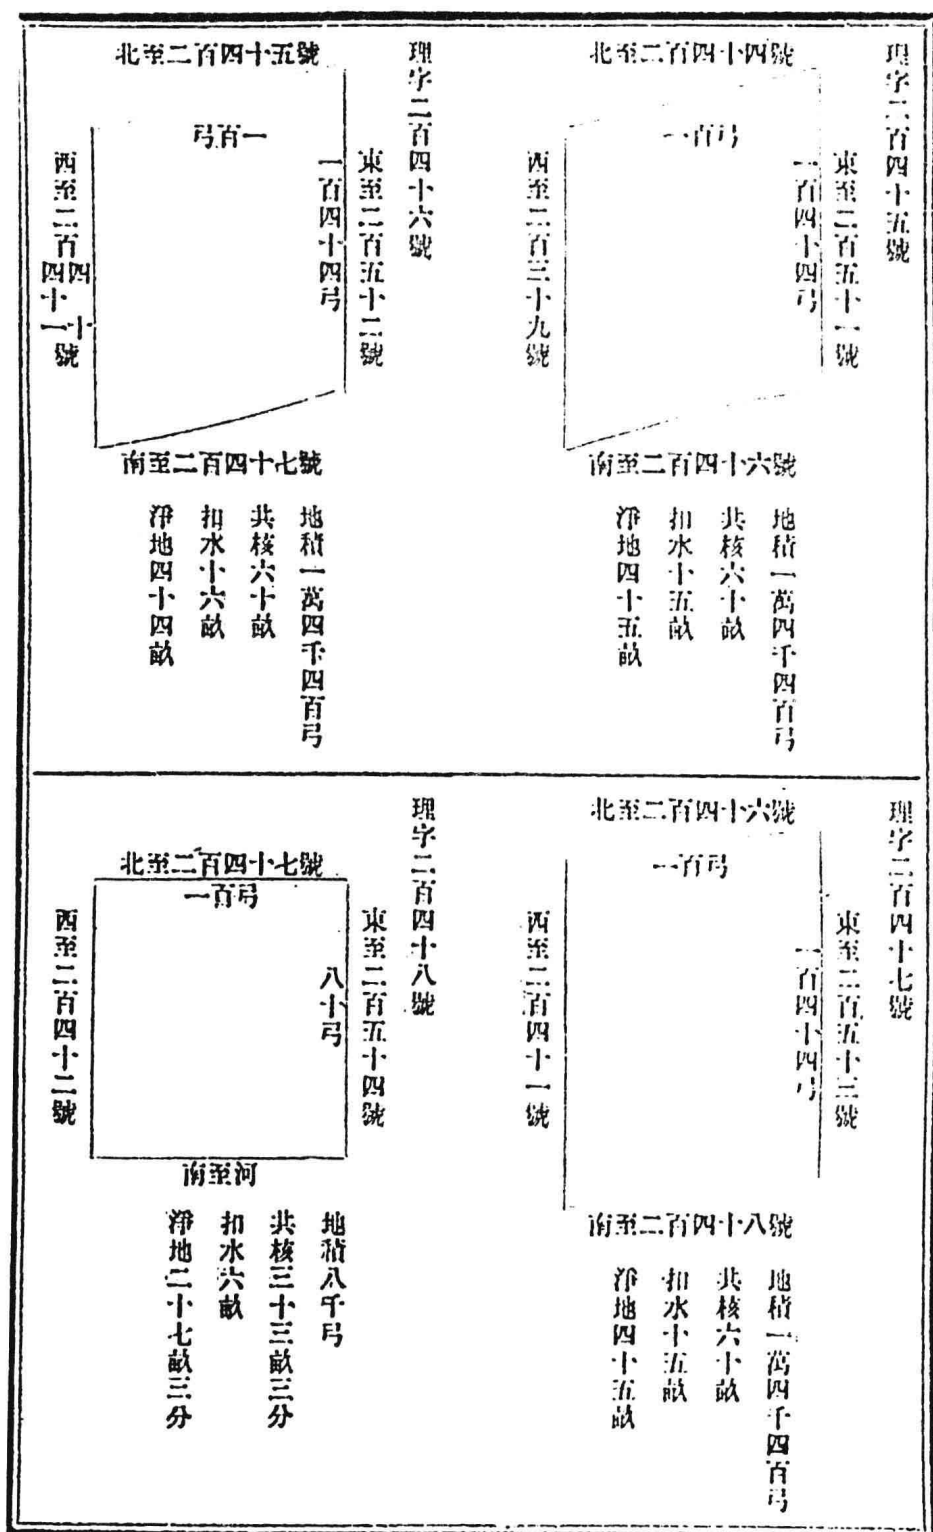 理字二百四十五號
北至二百四十四號
一百弓
東至二百五十一號
一百四十四弓
西至二百三十九號
南至二百四十六號
地積一萬四千四百弓
共核六十畝
扣水十五畝
淨地四十五畝
理字二百四十六號
北至二百四十五號
一百弓
東至二百五十二號
一百四十四弓
西至二百四十
四十一號
南至二百四十七號
地積一萬四千四百弓
共核六十畝
扣水十六畝
淨地四十四畝
理字二百四十七號
北至二百四十六號
一百弓
東至二百五十三號
一百四十四弓
西至二百四十一號
南至二百四十八號
地積一萬四千四百弓
共核六十畝
扣水十五畝
淨地四十五畝
理字二百四十八號
北至二百四十七號
一百弓
東至二百五十四號
八十弓
西至二百四十二號
南至河
地積八千弓
共核三十三畝三分
扣水六畝
淨地二十七畝三分